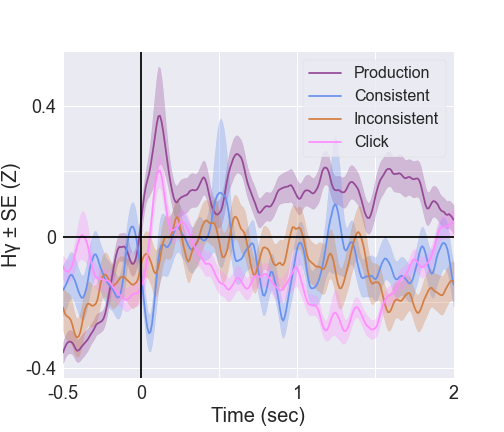 Production
Consistent
Inconsistent
Click
Hγ ± SE (Z)
0.4
0
-0.4
-0.5
0
1
2
Time (sec)